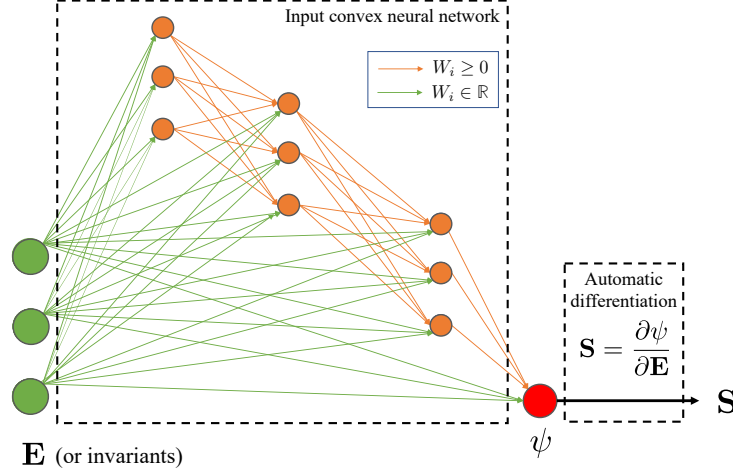 Input convex neural network
W_i ≥ 0
W_i ∈ ℝ
Automatic
differentiation
S = ∂ψ/∂E
S
ψ
E (or invariants)